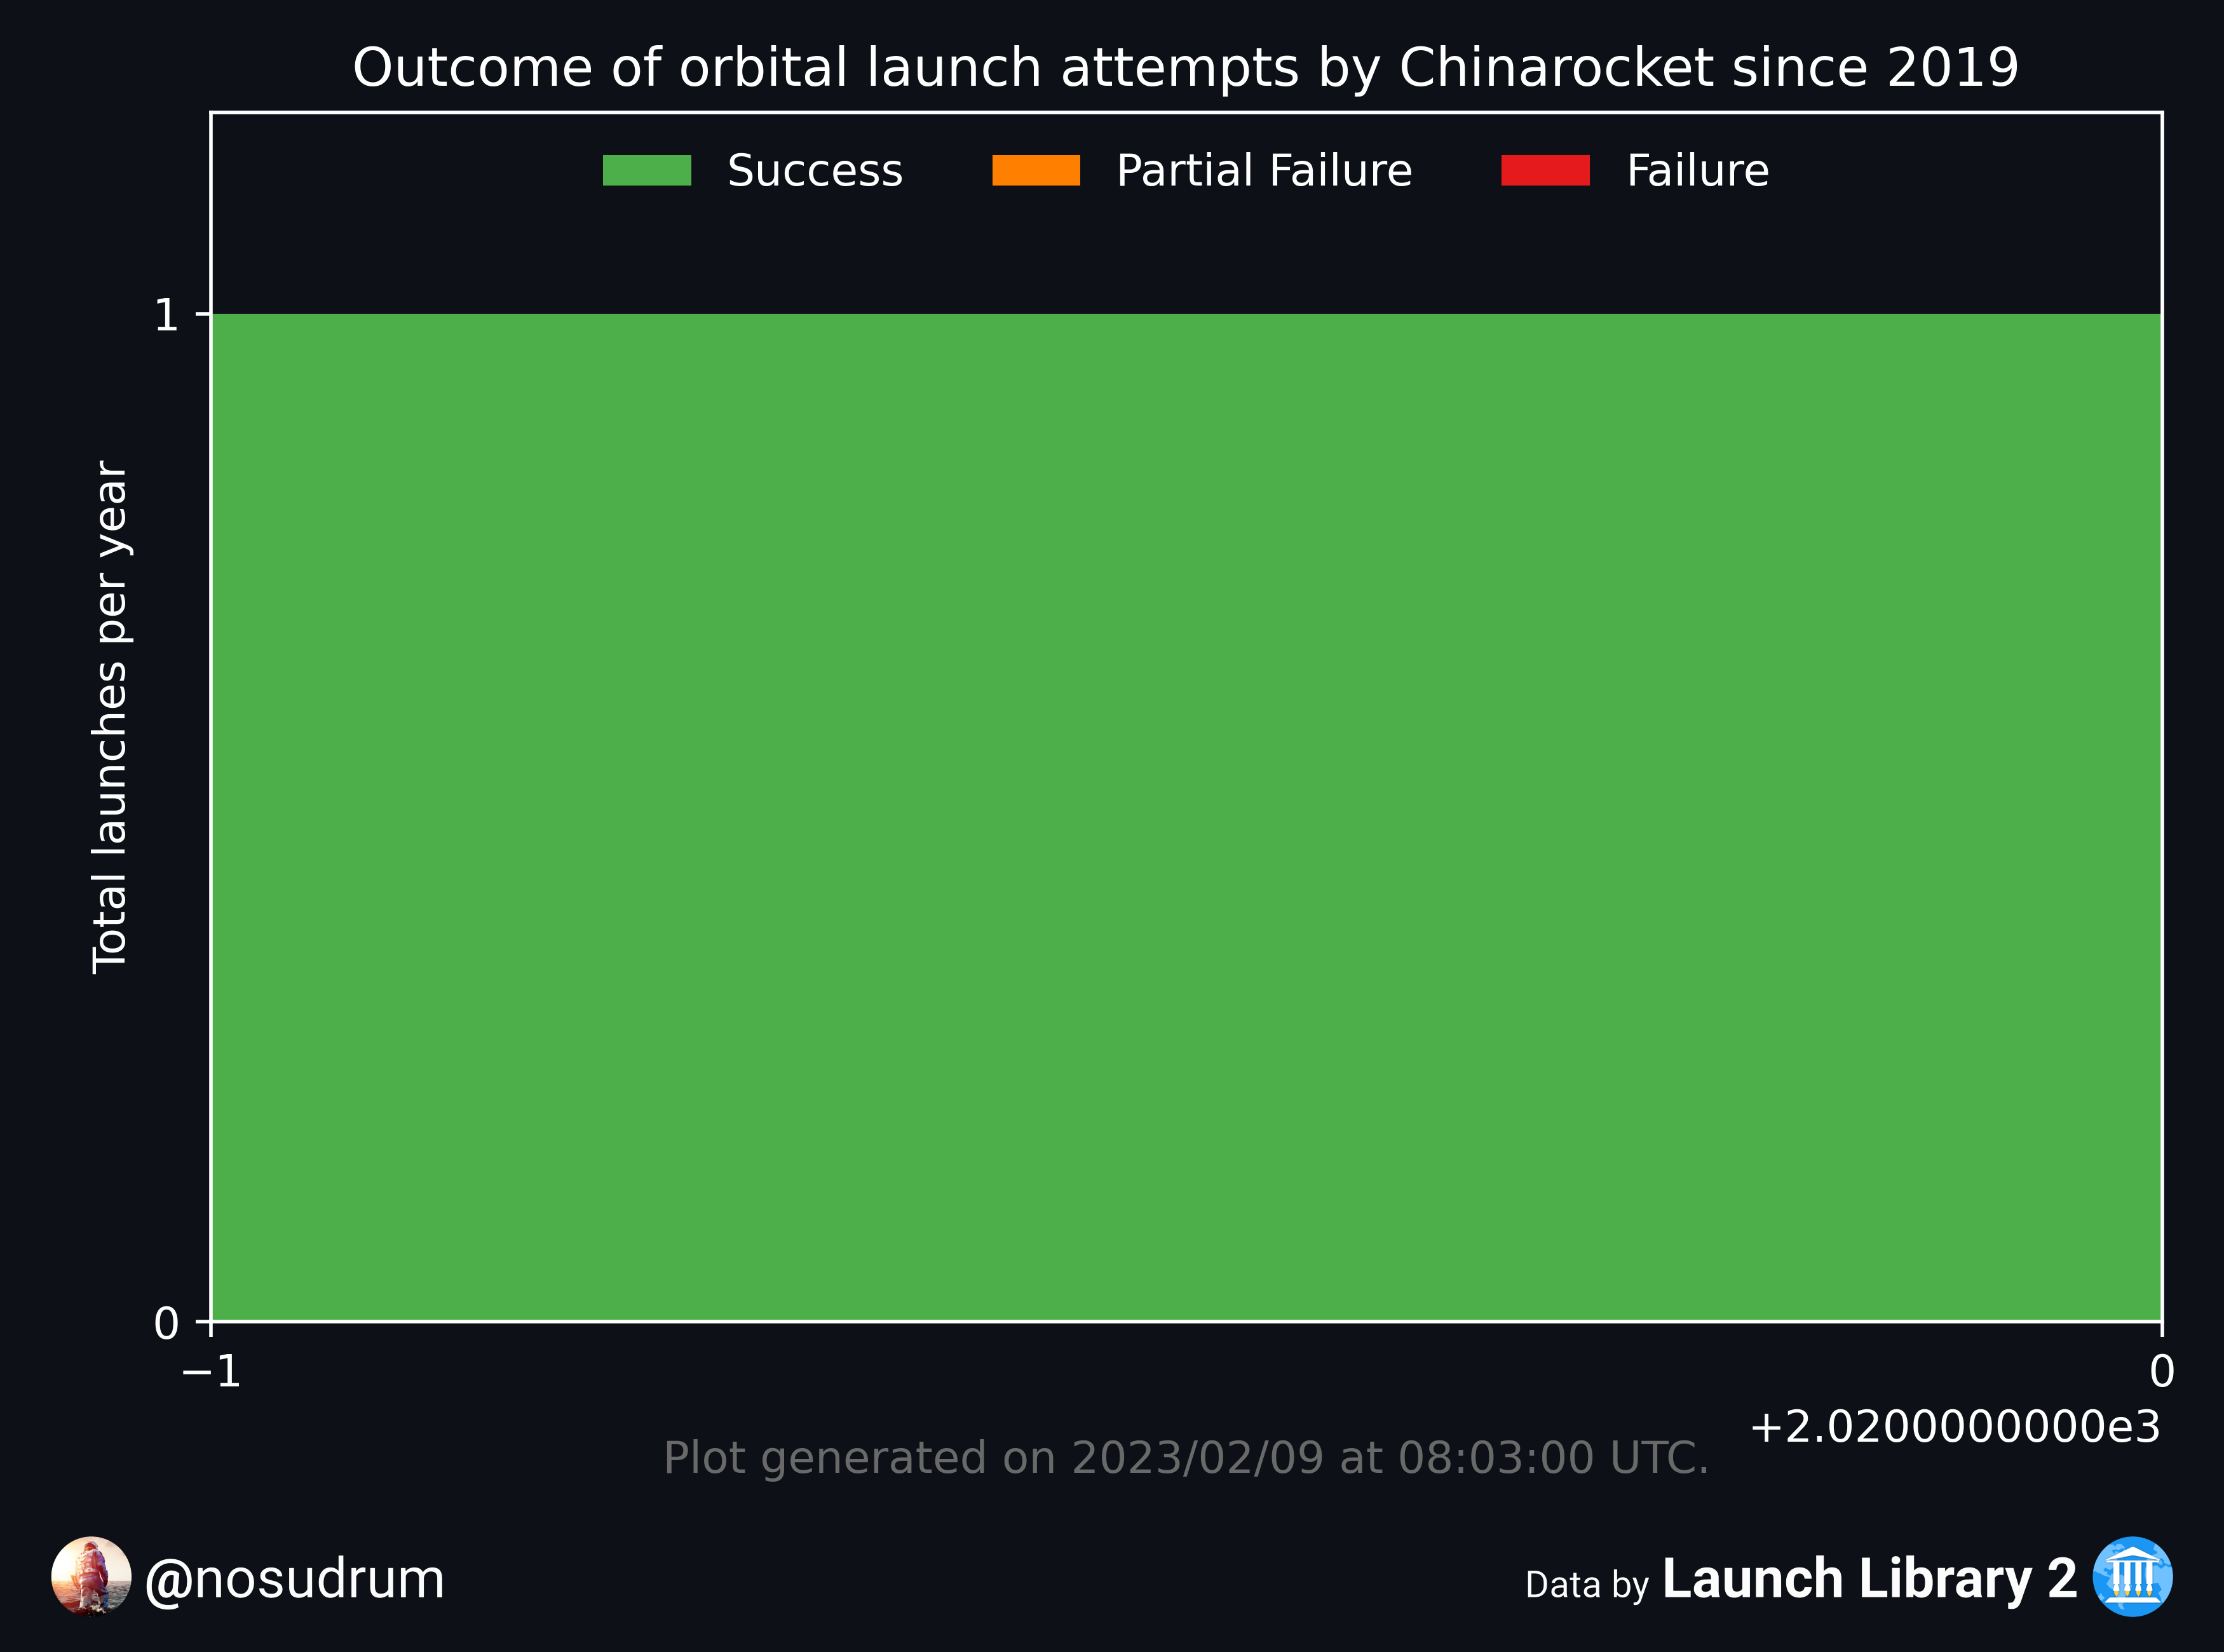 Outcome of orbital launch attempts by Chinarocket since 2019
Success Partial Failure Failure
1
Total launches per year
0
−1 0
+2.0200000000e3
Plot generated on 2023/02/09 at 08:03:00 UTC.
@nosudrum
Data by Launch Library 2